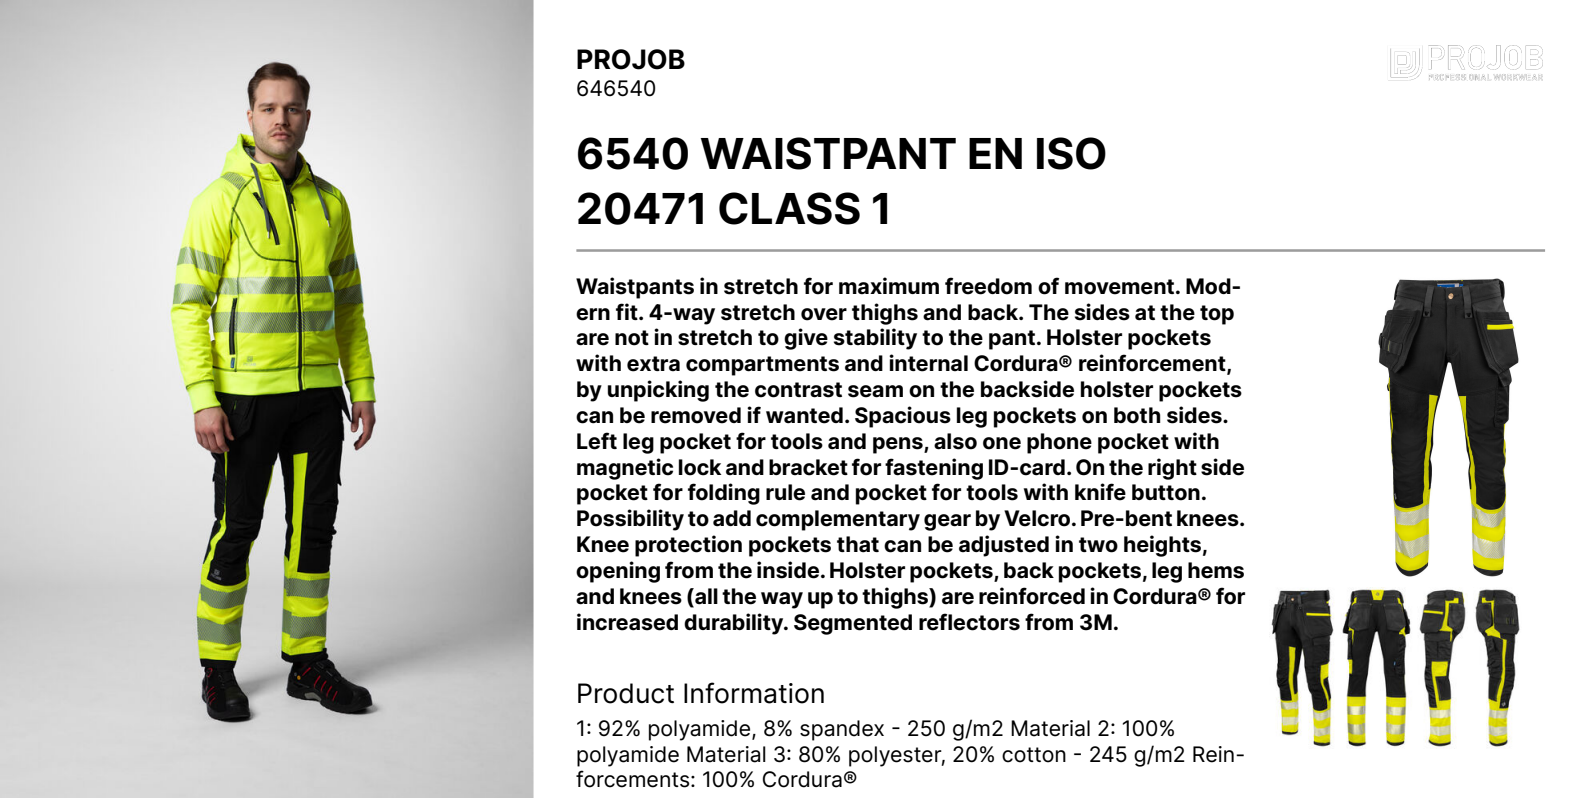 PROJOB
646540
PROJOB
PROFESSIONAL WORKWEAR
6540 WAISTPANT EN ISO
20471 CLASS 1
Waistpants in stretch for maximum freedom of movement. Mod-
ern fit. 4-way stretch over thighs and back. The sides at the top
are not in stretch to give stability to the pant. Holster pockets
with extra compartments and internal Cordura® reinforcement,
by unpicking the contrast seam on the backside holster pockets
can be removed if wanted. Spacious leg pockets on both sides.
Left leg pocket for tools and pens, also one phone pocket with
magnetic lock and bracket for fastening ID-card. On the right side
pocket for folding rule and pocket for tools with knife button.
Possibility to add complementary gear by Velcro. Pre-bent knees.
Knee protection pockets that can be adjusted in two heights,
opening from the inside. Holster pockets, back pockets, leg hems
and knees (all the way up to thighs) are reinforced in Cordura® for
increased durability. Segmented reflectors from 3M.
Product Information
1: 92% polyamide, 8% spandex - 250 g/m2 Material 2: 100%
polyamide Material 3: 80% polyester, 20% cotton - 245 g/m2 Rein-
forcements: 100% Cordura®